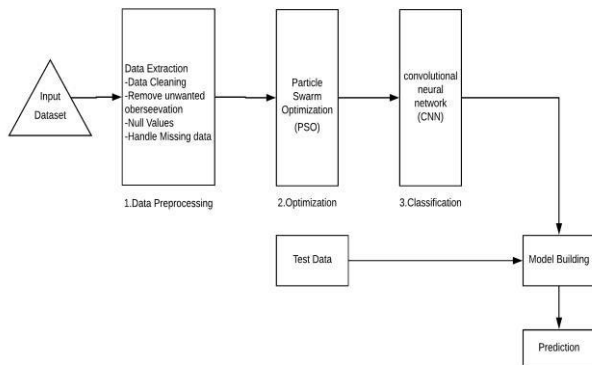 Input
Dataset
Data Extraction
-Data Cleaning
-Remove unwanted
oberseevation
-Null Values
-Handle Missing data
1.Data Preprocessing
Particle
Swarm
Optimization
(PSO)
2.Optimization
convolutional
neural
network
(CNN)
3.Classification
Test Data
Model Building
Prediction